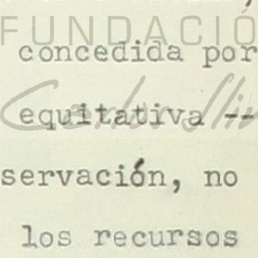 FUNDACIÓ
concedida por
equitativa --
servación, no
los recursos